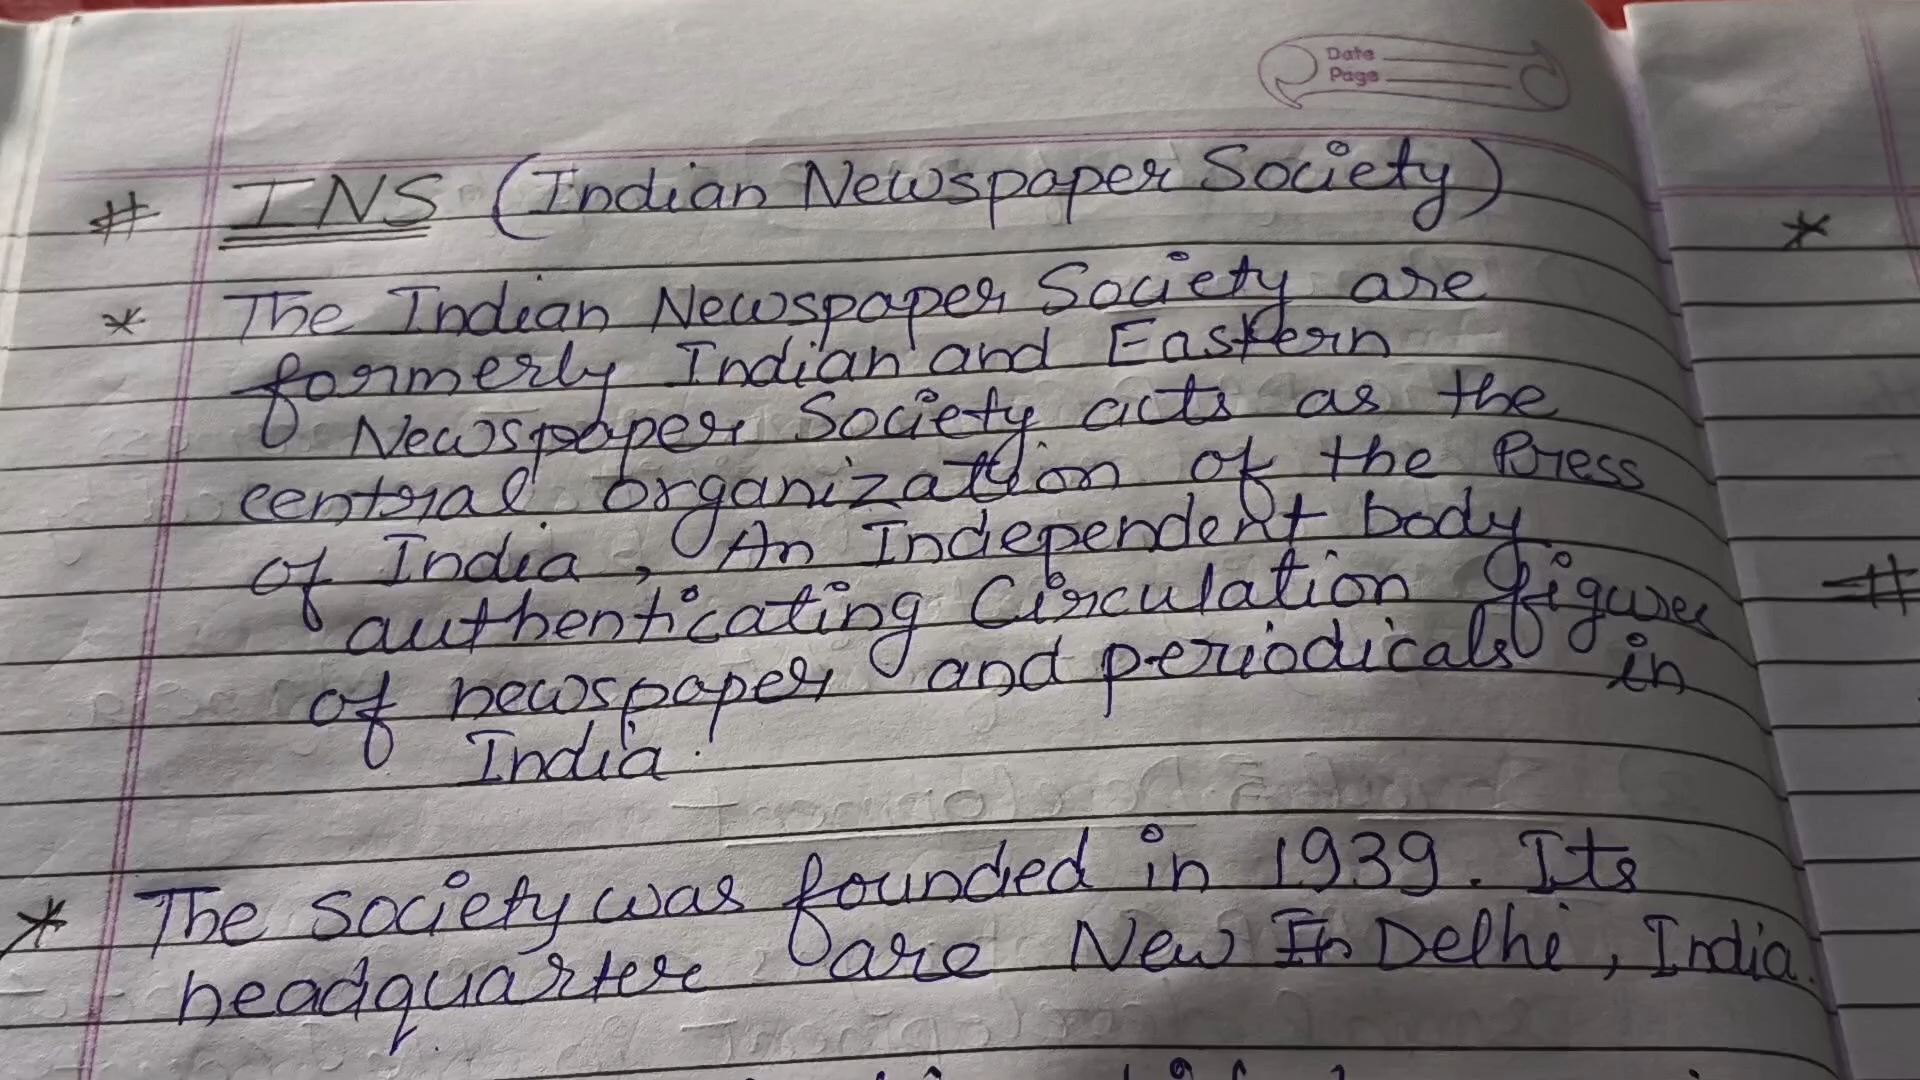 Date
Page
# INS (Indian Newspaper Society)
* The Indian Newspaper Society are
formerly Indian and Eastern
Newspaper Society acts as the
central organization of the Press
of India, An Independent body
authenticating Circulation figures
of newspaper and periodicals in
India.
* The society was founded in 1939. Its
headquarter are New In Delhi, India.
*
#